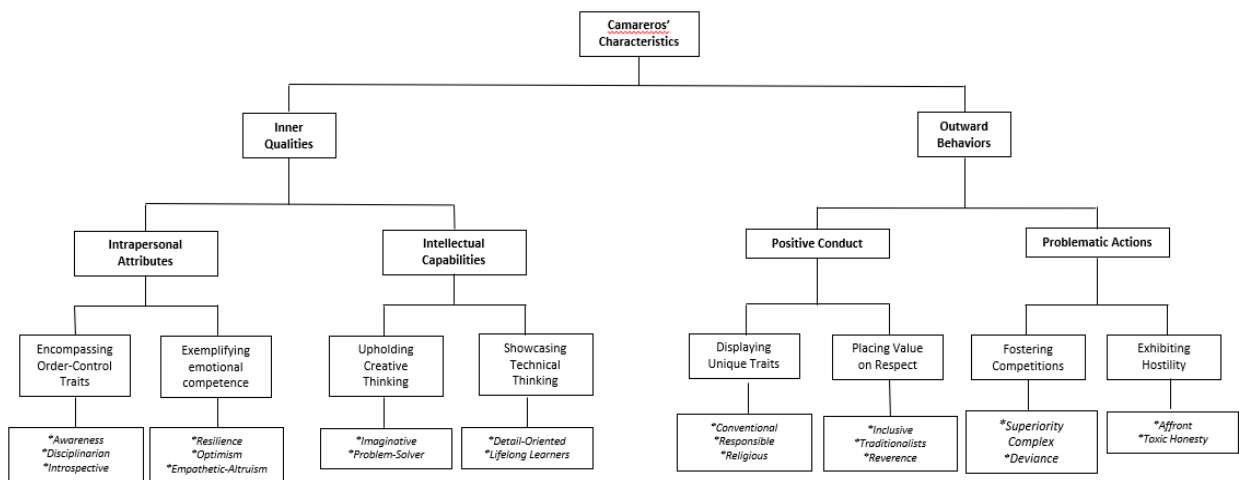 Camareros'
Characteristics
Inner
Qualities
Outward
Behaviors
Intrapersonal
Attributes
Intellectual
Capabilities
Positive Conduct
Problematic Actions
Encompassing
Order-Control
Traits
Exemplifying
emotional
competence
Upholding
Creative
Thinking
Showcasing
Technical
Thinking
Displaying
Unique Traits
Placing Value
on Respect
Fostering
Competitions
Exhibiting
Hostility
*Awareness
*Disciplinarian
*Introspective
*Resilience
*Optimism
*Empathetic-Altruism
*Imaginative
*Problem-Solver
*Detail-Oriented
*Lifelong Learners
*Conventional
*Responsible
*Religious
*Inclusive
*Traditionalists
*Reverence
*Superiority
Complex
*Deviance
*Affront
*Toxic Honesty